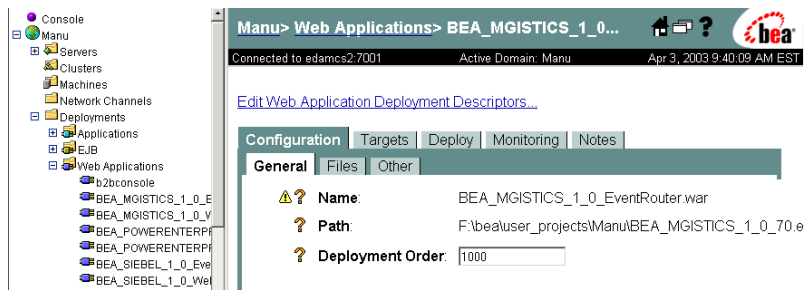 Console
Manu
Servers
Clusters
Machines
Network Channels
Deployments
Applications
EJB
Web Applications
b2bconsole
BEA_MGISTICS_1_0_E
BEA_MGISTICS_1_0_V
BEA_POWERENTERPF
BEA_POWERENTERPF
BEA_SIEBEL_1_0_Eve
BEA_SIEBEL_1_0_Wel
Manu> Web Applications> BEA_MGISTICS_1_0... ? bea
Connected to edamcs2:7001 Active Domain: Manu Apr 3, 2003 9:40:09 AM EST
Edit Web Application Deployment Descriptors...
Configuration Targets Deploy Monitoring Notes
General Files Other
? Name: BEA_MGISTICS_1_0_EventRouter.war
? Path: F:\bea\user_projects\Manu\BEA_MGISTICS_1_0_70.e
? Deployment Order: 1000